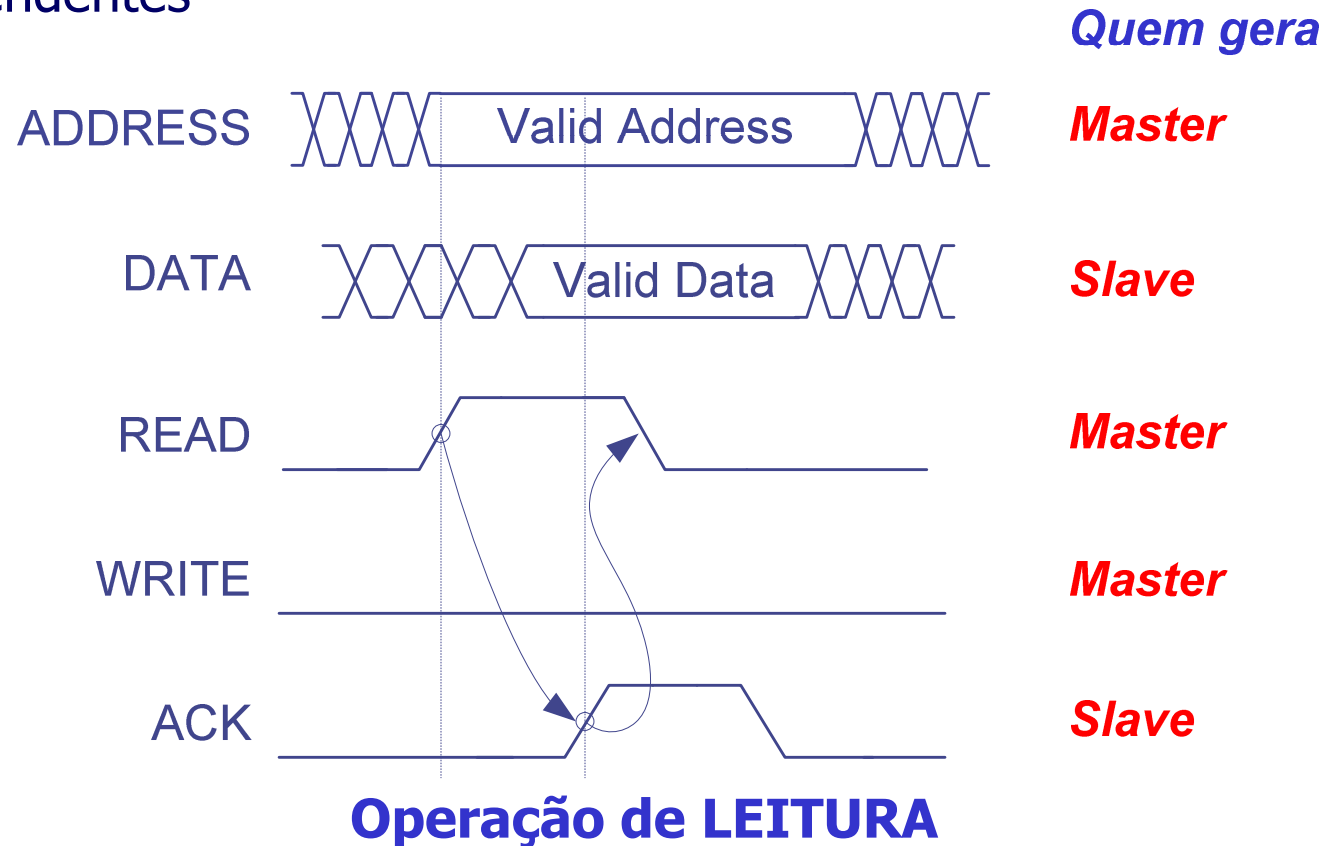 Quem gera
ADDRESS Valid Address Master
DATA Valid Data Slave
READ Master
WRITE Master
ACK Slave
Operação de LEITURA